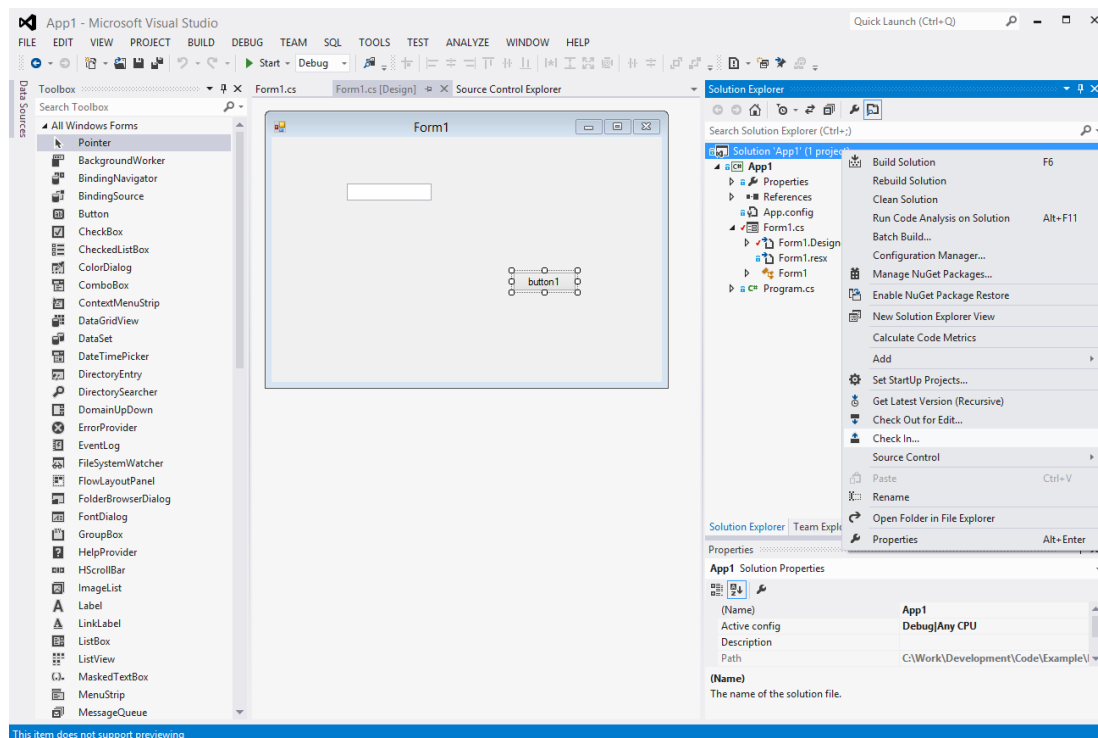 App1 - Microsoft Visual Studio
Quick Launch (Ctrl+Q)
FILE EDIT VIEW PROJECT BUILD DEBUG TEAM SQL TOOLS TEST ANALYZE WINDOW HELP
Start Debug
Data Sources
Toolbox
Search Toolbox
All Windows Forms
Pointer
BackgroundWorker
BindingNavigator
BindingSource
Button
CheckBox
CheckedListBox
ColorDialog
ComboBox
ContextMenuStrip
DataGridView
DataSet
DateTimePicker
DirectoryEntry
DirectorySearcher
DomainUpDown
ErrorProvider
EventLog
FileSystemWatcher
FlowLayoutPanel
FolderBrowserDialog
FontDialog
GroupBox
HelpProvider
HScrollBar
ImageList
Label
LinkLabel
ListBox
ListView
MaskedTextBox
MenuStrip
MessageQueue
Form1.cs Form1.cs [Design] Source Control Explorer
Form1
button1
Solution Explorer
Search Solution Explorer (Ctrl+;)
Solution 'App1' (1 project)
App1
Properties
References
App.config
Form1.cs
Form1.Design
Form1.resx
Form1
Program.cs
Build Solution F6
Rebuild Solution
Clean Solution
Run Code Analysis on Solution Alt+F11
Batch Build...
Configuration Manager...
Manage NuGet Packages...
Enable NuGet Package Restore
New Solution Explorer View
Calculate Code Metrics
Add
Set StartUp Projects...
Get Latest Version (Recursive)
Check Out for Edit...
Check In...
Source Control
Paste Ctrl+V
Rename
Open Folder in File Explorer
Properties Alt+Enter
Solution Explorer Team Explo
Properties
App1 Solution Properties
(Name) App1
Active config Debug|Any CPU
Description
Path C:\Work\Development\Code\Example\
(Name)
The name of the solution file.
This item does not support previewing